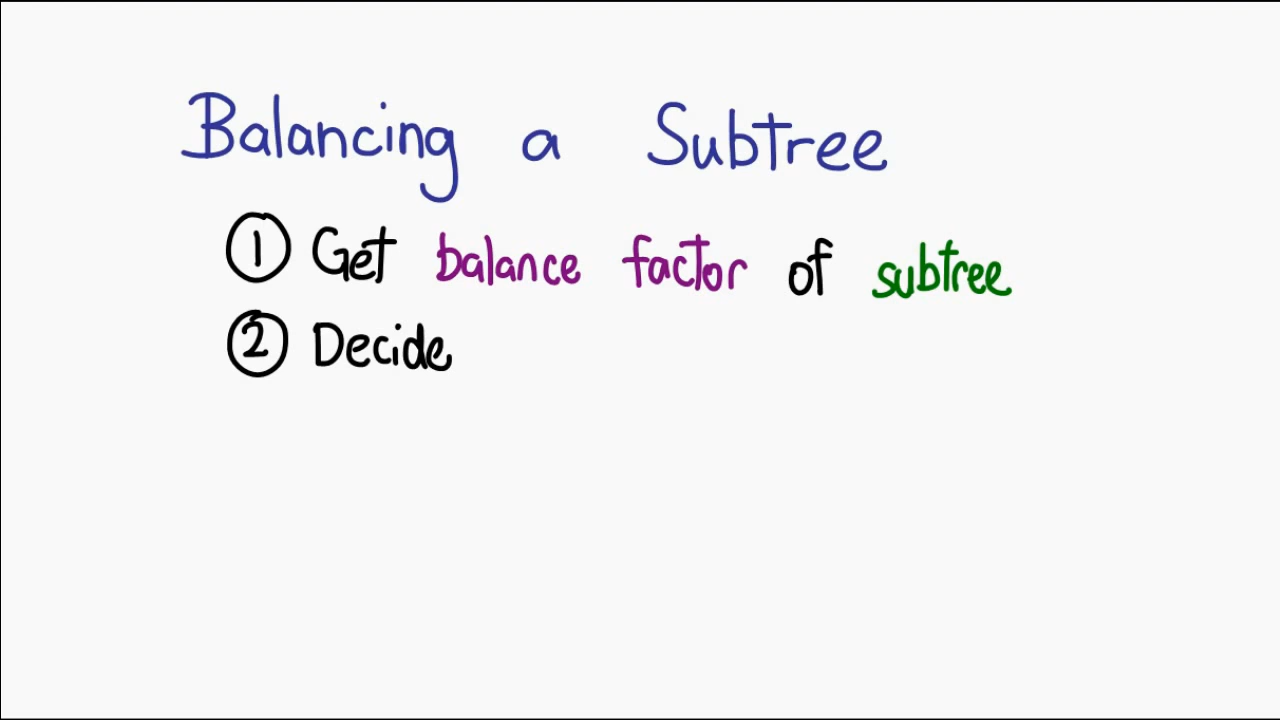 Balancing a Subtree
① Get balance factor of subtree
② Decide